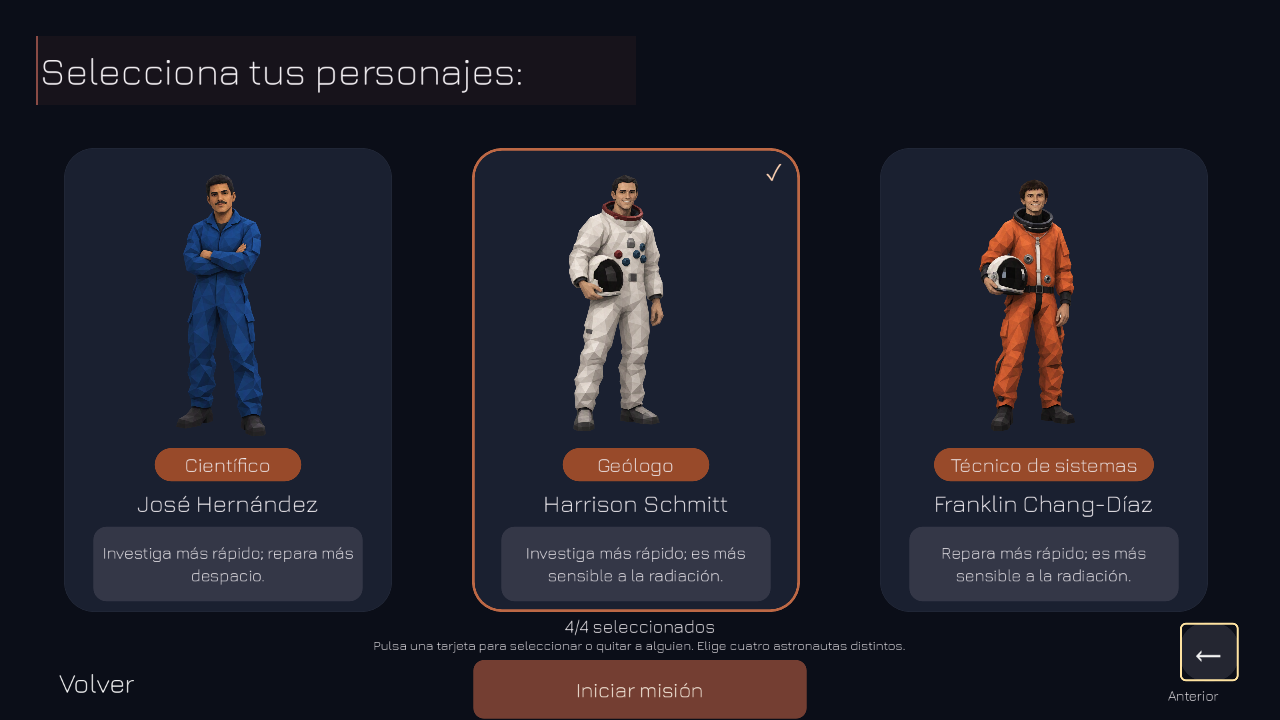 Selecciona tus personajes:
✓
Científico
José Hernández
Investiga más rápido; repara más
despacio.
Geólogo
Harrison Schmitt
Investiga más rápido; es más
sensible a la radiación.
Técnico de sistemas
Franklin Chang-Díaz
Repara más rápido; es más
sensible a la radiación.
4/4 seleccionados
Pulsa una tarjeta para seleccionar o quitar a alguien. Elige cuatro astronautas distintos.
Volver
Iniciar misión
←
Anterior